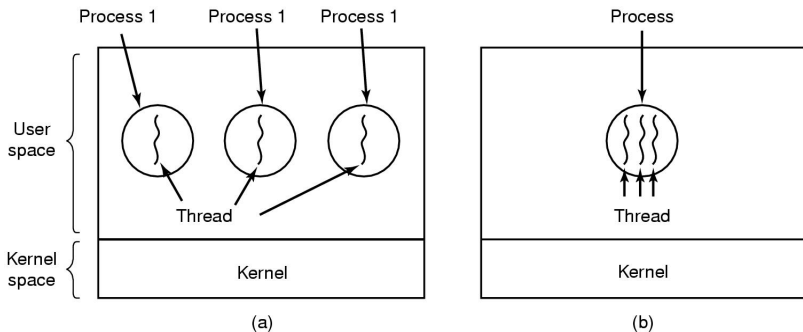 Process 1 Process 1 Process 1
Process
User
space
Thread
Thread
Kernel
space
Kernel
Kernel
(a)
(b)